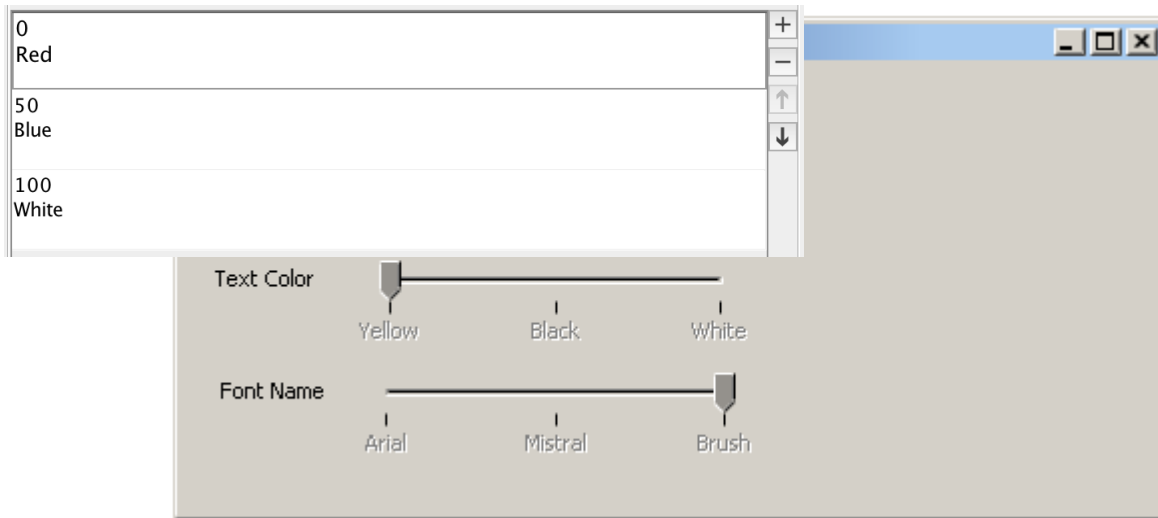 0
Red
50
Blue
100
White
Text Color
Yellow Black White
Font Name
Arial Mistral Brush